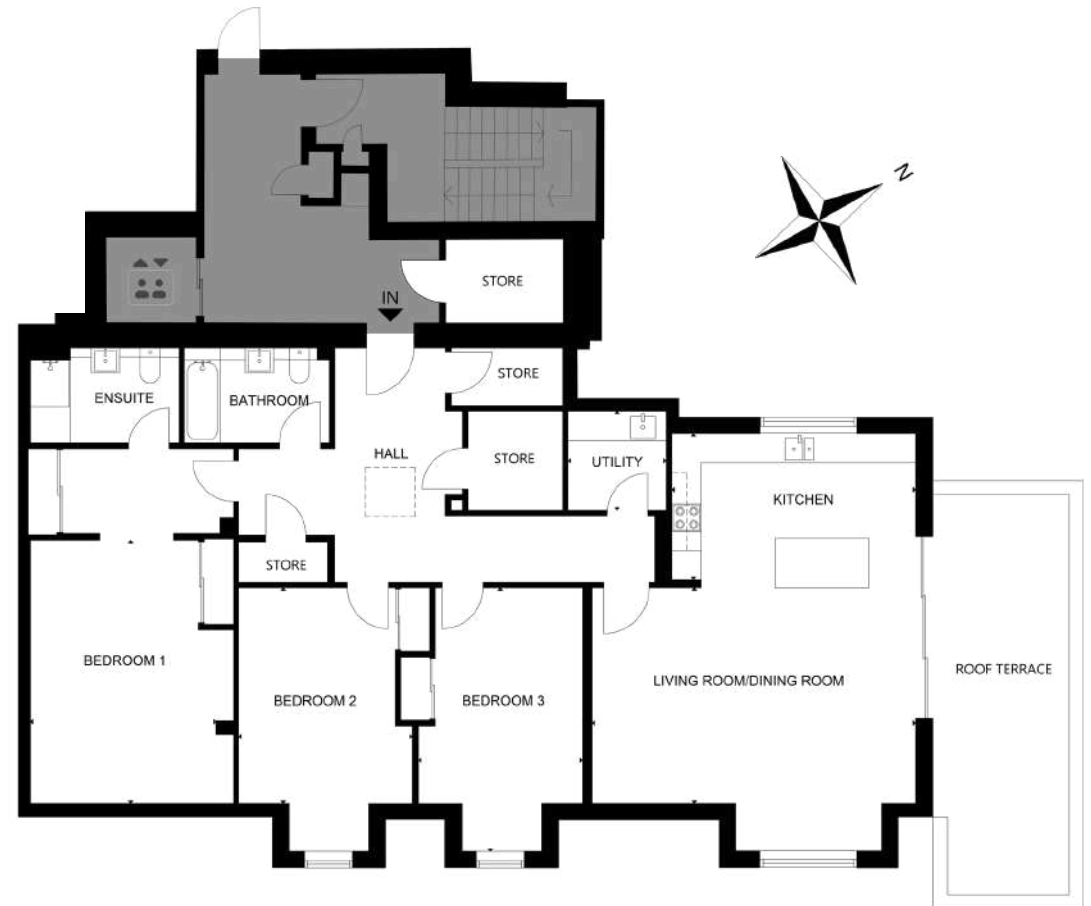 N
STORE
IN
STORE
ENSUITE
BATHROOM
HALL
STORE
UTILITY
KITCHEN
STORE
BEDROOM 1
ROOF TERRACE
LIVING ROOM/DINING ROOM
BEDROOM 2
BEDROOM 3